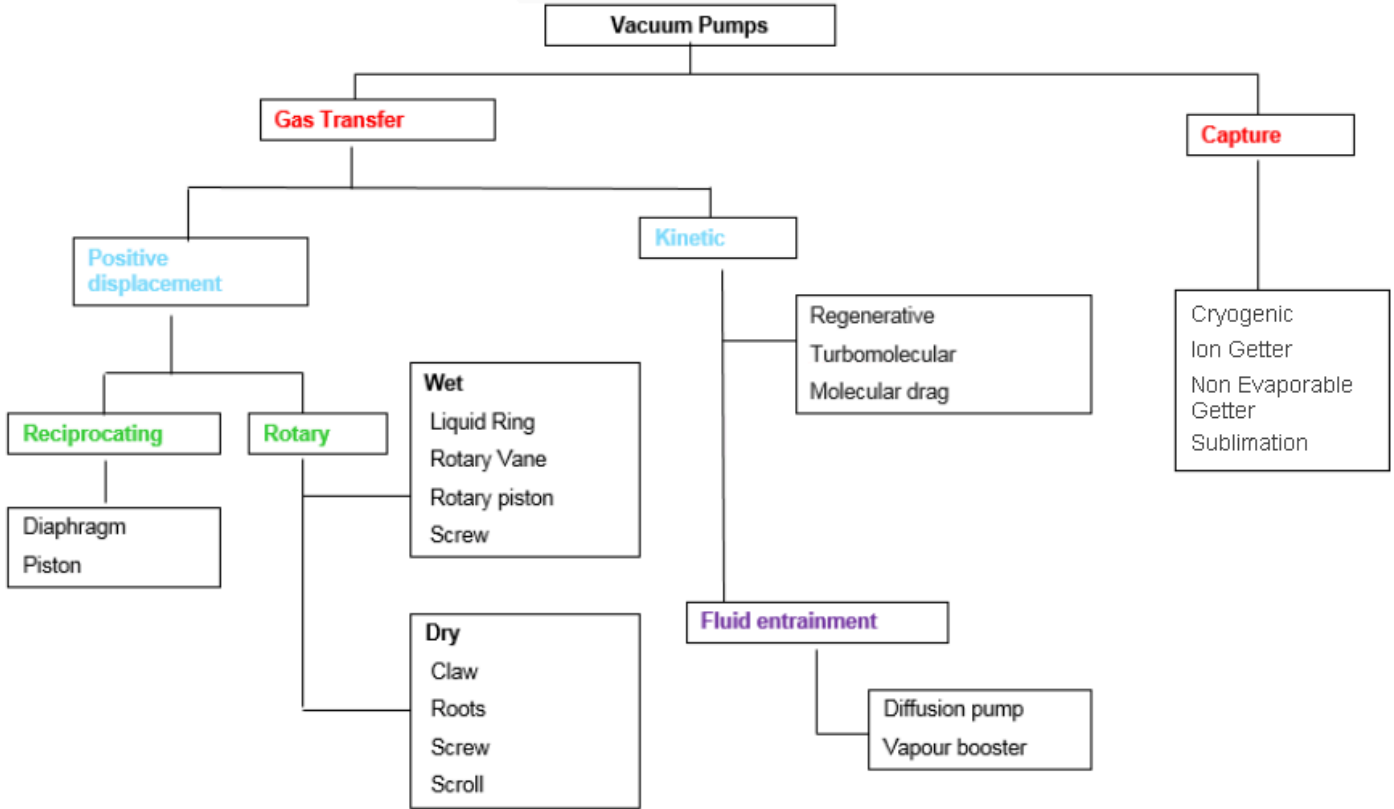 Vacuum Pumps
Gas Transfer
Capture
Positive
displacement
Kinetic
Reciprocating
Rotary
Diaphragm
Piston
Wet
Liquid Ring
Rotary Vane
Rotary piston
Screw
Dry
Claw
Roots
Screw
Scroll
Regenerative
Turbomolecular
Molecular drag
Fluid entrainment
Diffusion pump
Vapour booster
Cryogenic
Ion Getter
Non Evaporable
Getter
Sublimation